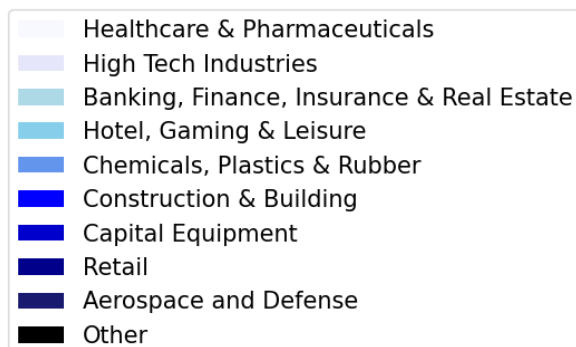 Healthcare & Pharmaceuticals
High Tech Industries
Banking, Finance, Insurance & Real Estate
Hotel, Gaming & Leisure
Chemicals, Plastics & Rubber
Construction & Building
Capital Equipment
Retail
Aerospace and Defense
Other